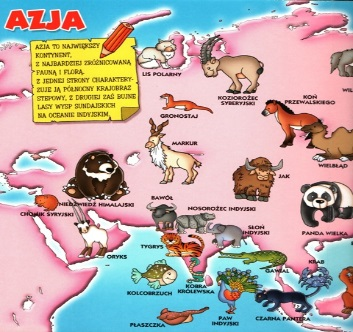 AZJA
AZJA TO NAJWIĘKSZY
KONTYNENT,
Z NAJBARDZIEJ ZRÓŻNICOWANĄ
FAUNĄ I FLORĄ.
Z JEDNEJ STRONY CHARAKTERY-
ZUJE JĄ PÓŁNOCNY KRAJOBRAZ
STEPOWY, Z DRUGIEJ ZAŚ BUJNE
LASY WYSP SUNDAJSKICH
NA OCEANIE INDYJSKIM.
LIS POLARNY
KOZIOROŻEC
SYBERYJSKI
KOŃ
PRZEWALSKIEGO
GRONOSTAJ
MARKUR
WIELBŁĄD
JAK
NIEDŹWIEDŹ HIMALAJSKI
BAWÓŁ
CHOMIK SYRYJSKI
NOSOROŻEC INDYJSKI
PANDA WIELKA
SŁOŃ
INDYJSKI
ORYKS
TYGRYS
GAWIAL
KRAB
KOLCOBRZUCH
KOBRA
KRÓLEWSKA
PAW
INDYJSKI
CZARNA PANTERA
PŁASZCZKA